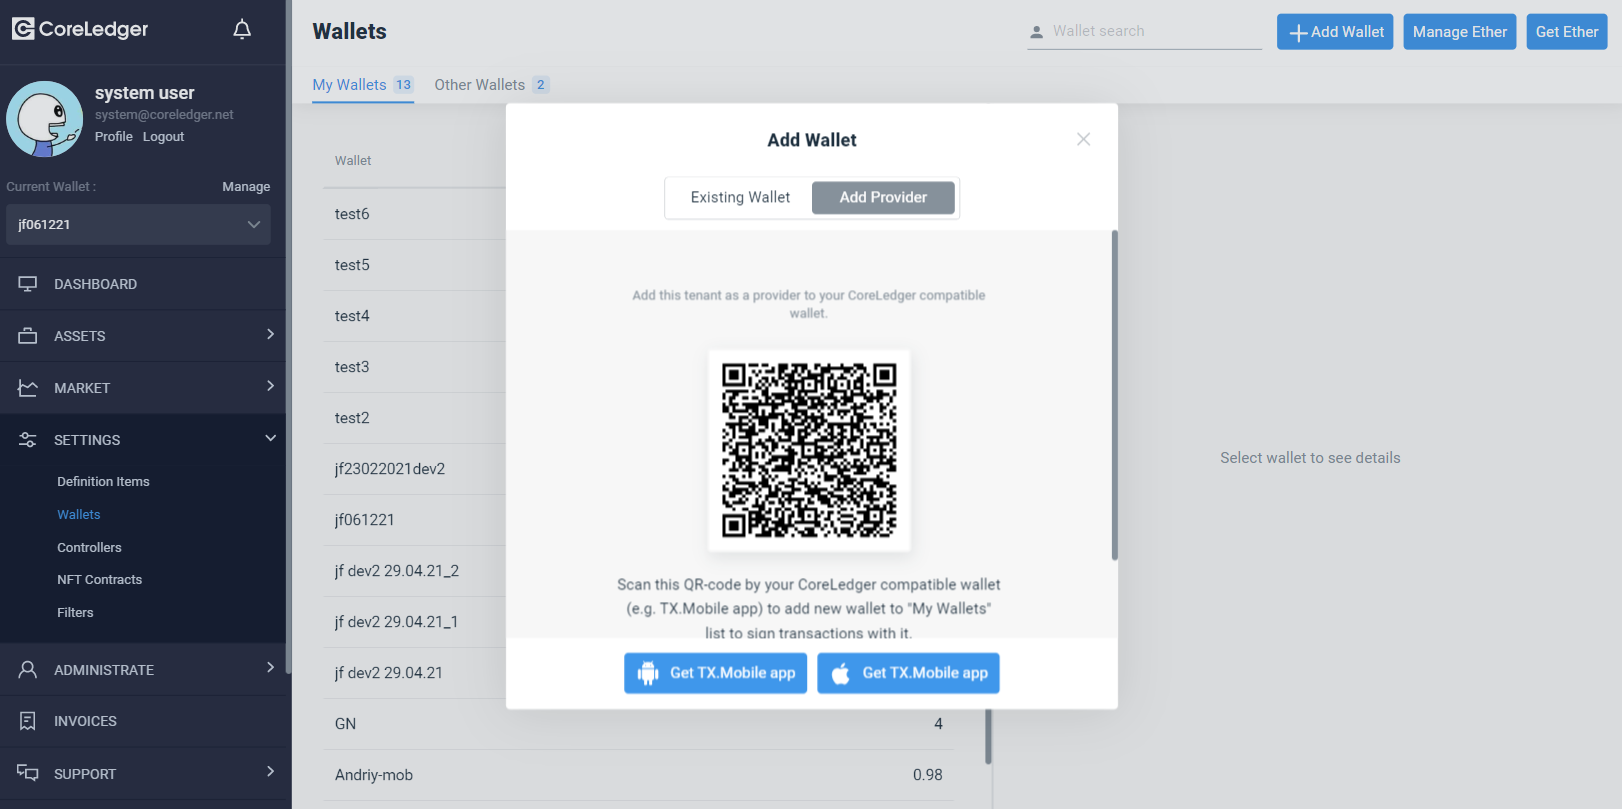 CoreLedger
system user
system@coreledger.net
Profile Logout
Current Wallet : Manage
jf061221
DASHBOARD
ASSETS
MARKET
SETTINGS
Definition Items
Wallets
Controllers
NFT Contracts
Filters
ADMINISTRATE
INVOICES
SUPPORT
Wallets
Wallet search
Add Wallet
Manage Ether
Get Ether
My Wallets 13
Other Wallets 2
Wallet
test6
test5
test4
test3
test2
jf23022021dev2
jf061221
jf dev2 29.04.21_2
jf dev2 29.04.21_1
jf dev2 29.04.21
GN 4
Andriy-mob 0.98
Add Wallet
Existing Wallet
Add Provider
Add this tenant as a provider to your CoreLedger compatible
wallet.
Scan this QR-code by your CoreLedger compatible wallet
(e.g. TX.Mobile app) to add new wallet to "My Wallets"
list to sign transactions with it.
Get TX.Mobile app
Get TX.Mobile app
Select wallet to see details